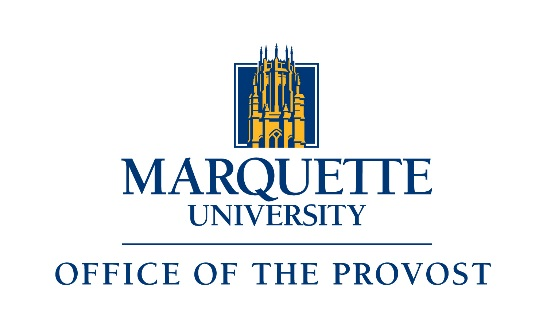 MARQUETTE
UNIVERSITY
OFFICE OF THE PROVOST